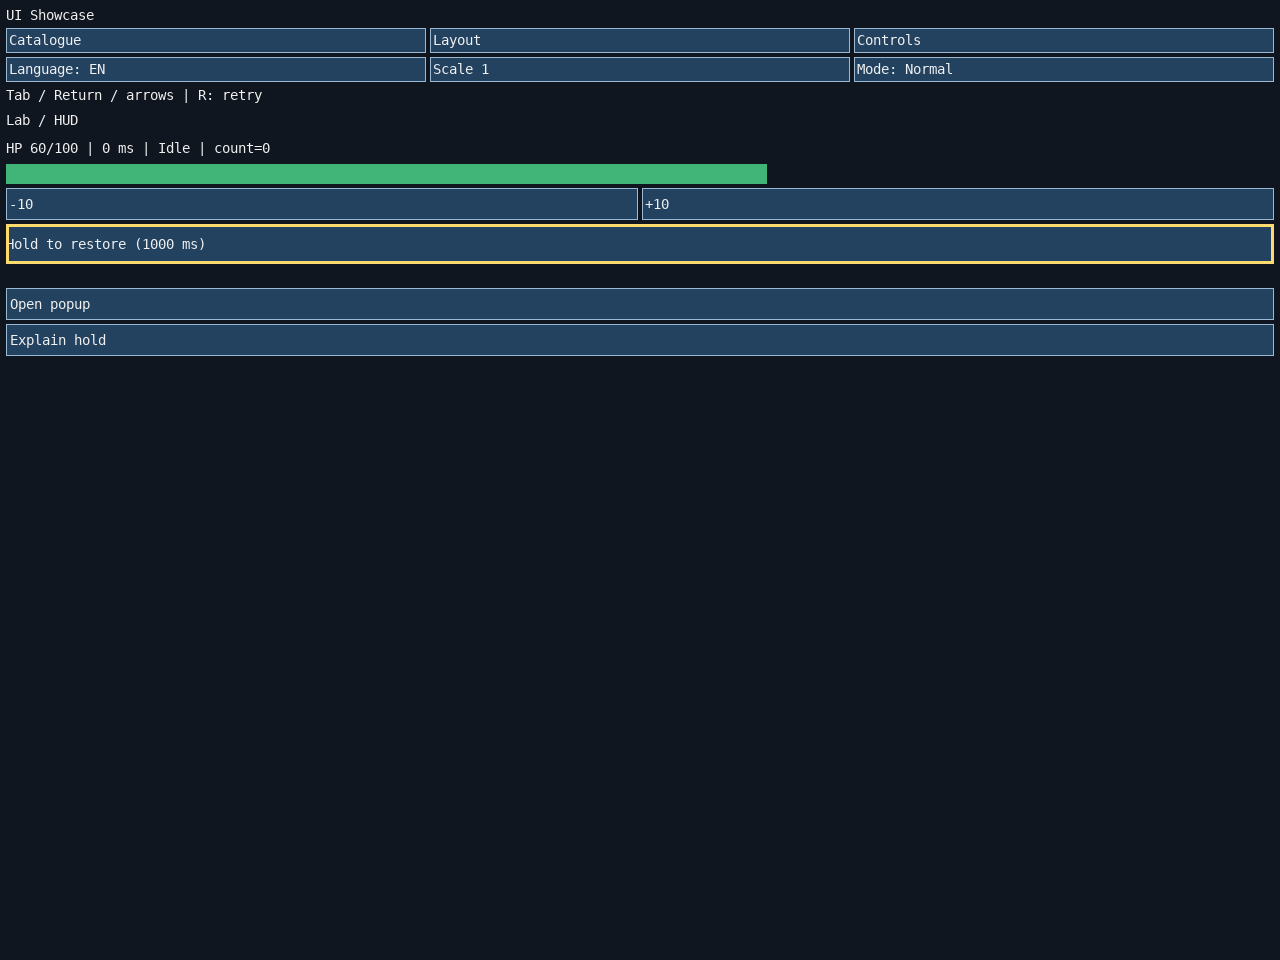 UI Showcase
Catalogue Layout Controls
Language: EN Scale 1 Mode: Normal
Tab / Return / arrows | R: retry
Lab / HUD
HP 60/100 | 0 ms | Idle | count=0
-10 +10
Hold to restore (1000 ms)
Open popup
Explain hold